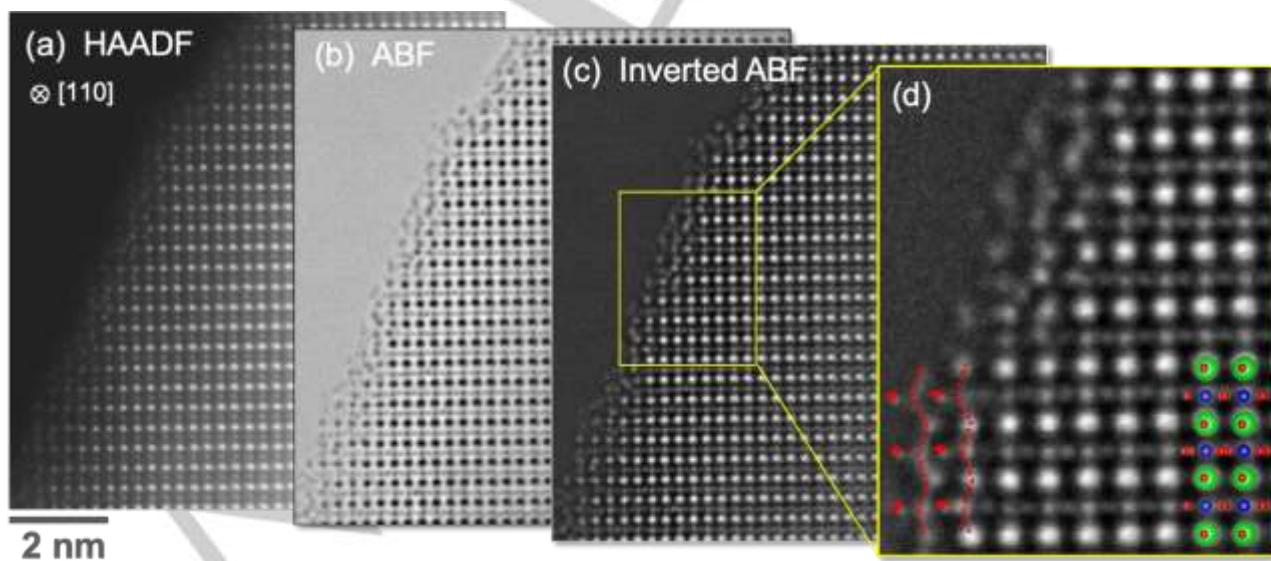 (a) HAADF
⊗ [110]
(b) ABF
(c) Inverted ABF
(d)
2 nm